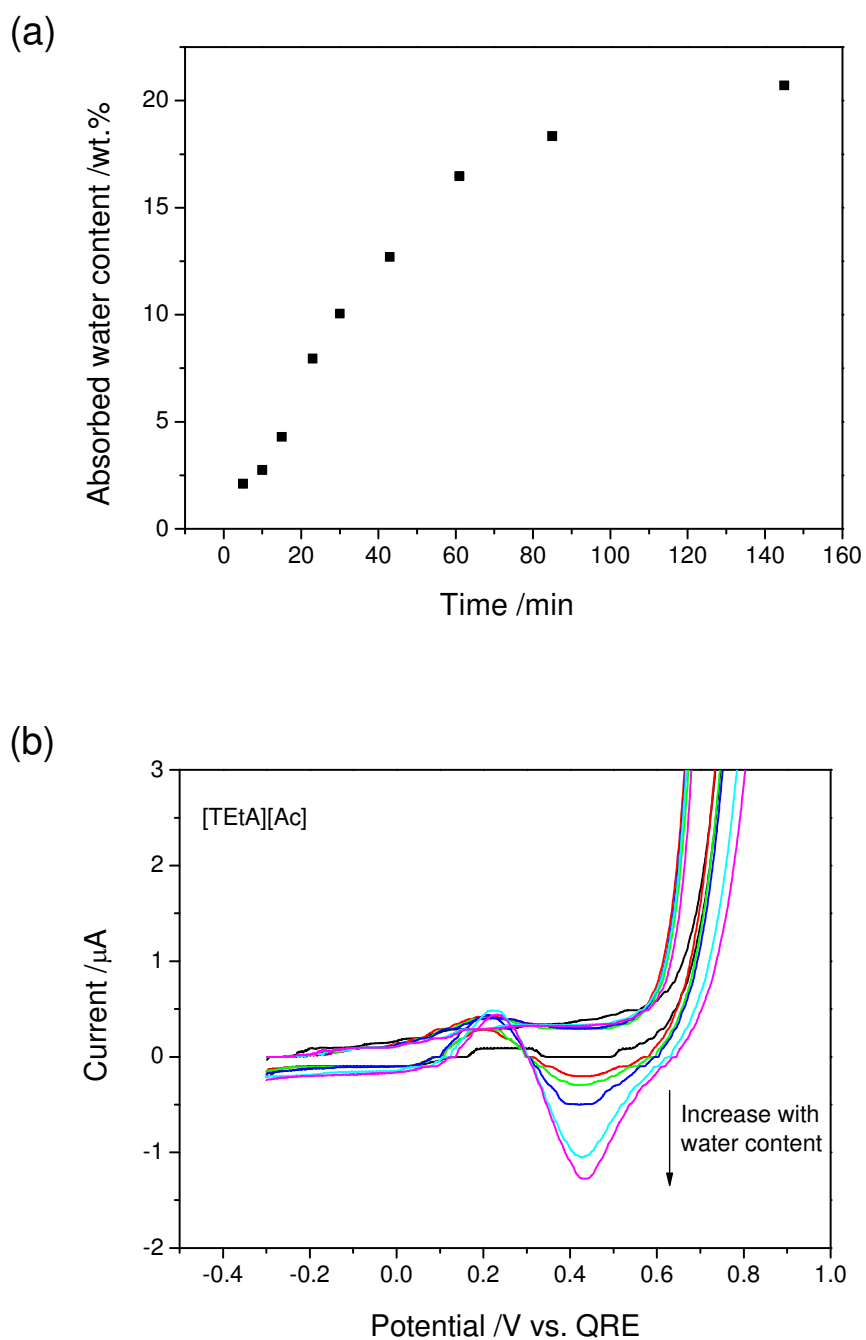 (a)
Absorbed water content /wt.%
20
15
10
5
0
0 20 40 60 80 100 120 140 160
Time /min
(b)
Current /μA
3
2
1
0
-1
-2
[TEtA][Ac]
Increase with
water content
-0.4 -0.2 0.0 0.2 0.4 0.6 0.8 1.0
Potential /V vs. QRE